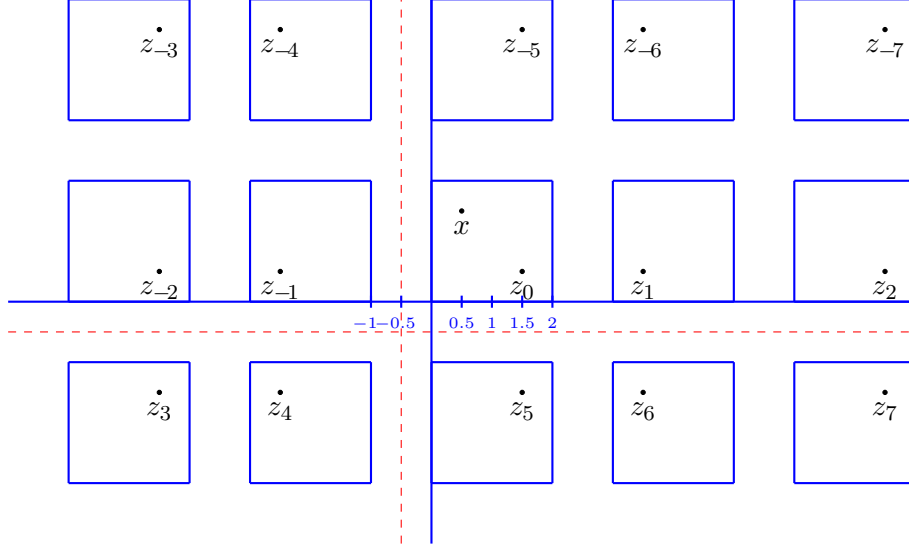 z_{-3} z_{-4} z_{-5} z_{-6} z_{-7}
x
z_{-2} z_{-1} z_0 z_1 z_2
−1 −0.5 0.5 1 1.5 2
z_3 z_4 z_5 z_6 z_7